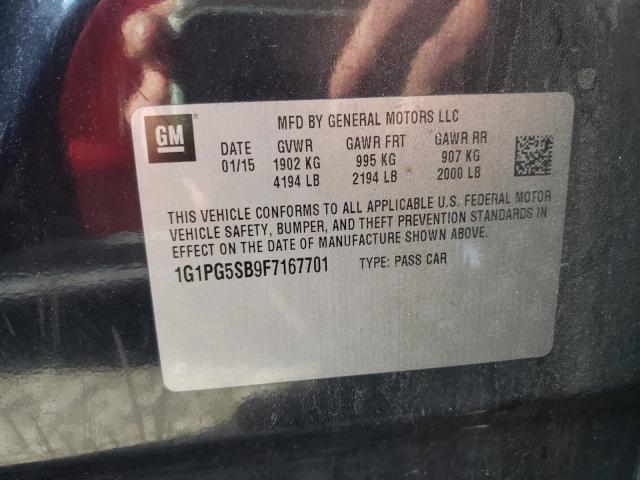 GM
MFD BY GENERAL MOTORS LLC
DATE GVWR GAWR FRT GAWR RR
01/15 1902 KG 995 KG 907 KG
4194 LB 2194 LB 2000 LB
THIS VEHICLE CONFORMS TO ALL APPLICABLE U.S. FEDERAL MOTOR
VEHICLE SAFETY, BUMPER, AND THEFT PREVENTION STANDARDS IN
EFFECT ON THE DATE OF MANUFACTURE SHOWN ABOVE.
1G1PG5SB9F7167701 TYPE: PASS CAR